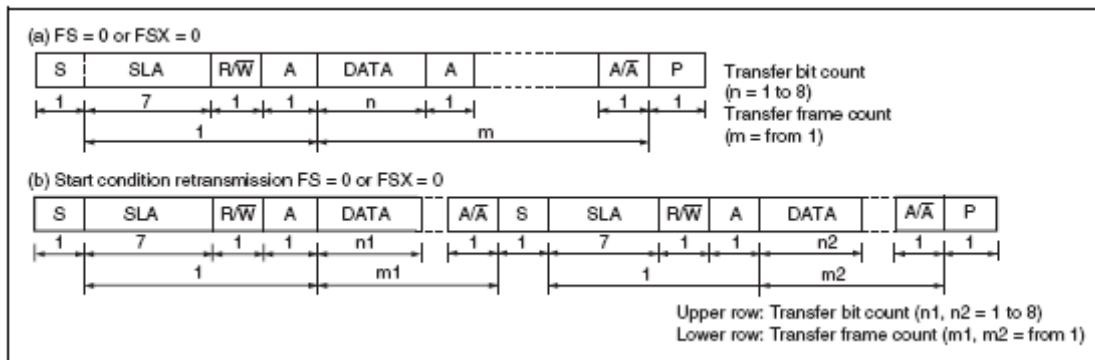 (a) FS = 0 or FSX = 0
S SLA R/W̅ A DATA A A/A̅ P
1 7 1 1 n 1 1 1
1 m
Transfer bit count
(n = 1 to 8)
Transfer frame count
(m = from 1)
(b) Start condition retransmission FS = 0 or FSX = 0
S SLA R/W̅ A DATA A/A̅ S SLA R/W̅ A DATA A/A̅ P
1 7 1 1 n1 1 1 7 1 1 n2 1 1
1 m1 1 m2
Upper row: Transfer bit count (n1, n2 = 1 to 8)
Lower row: Transfer frame count (m1, m2 = from 1)